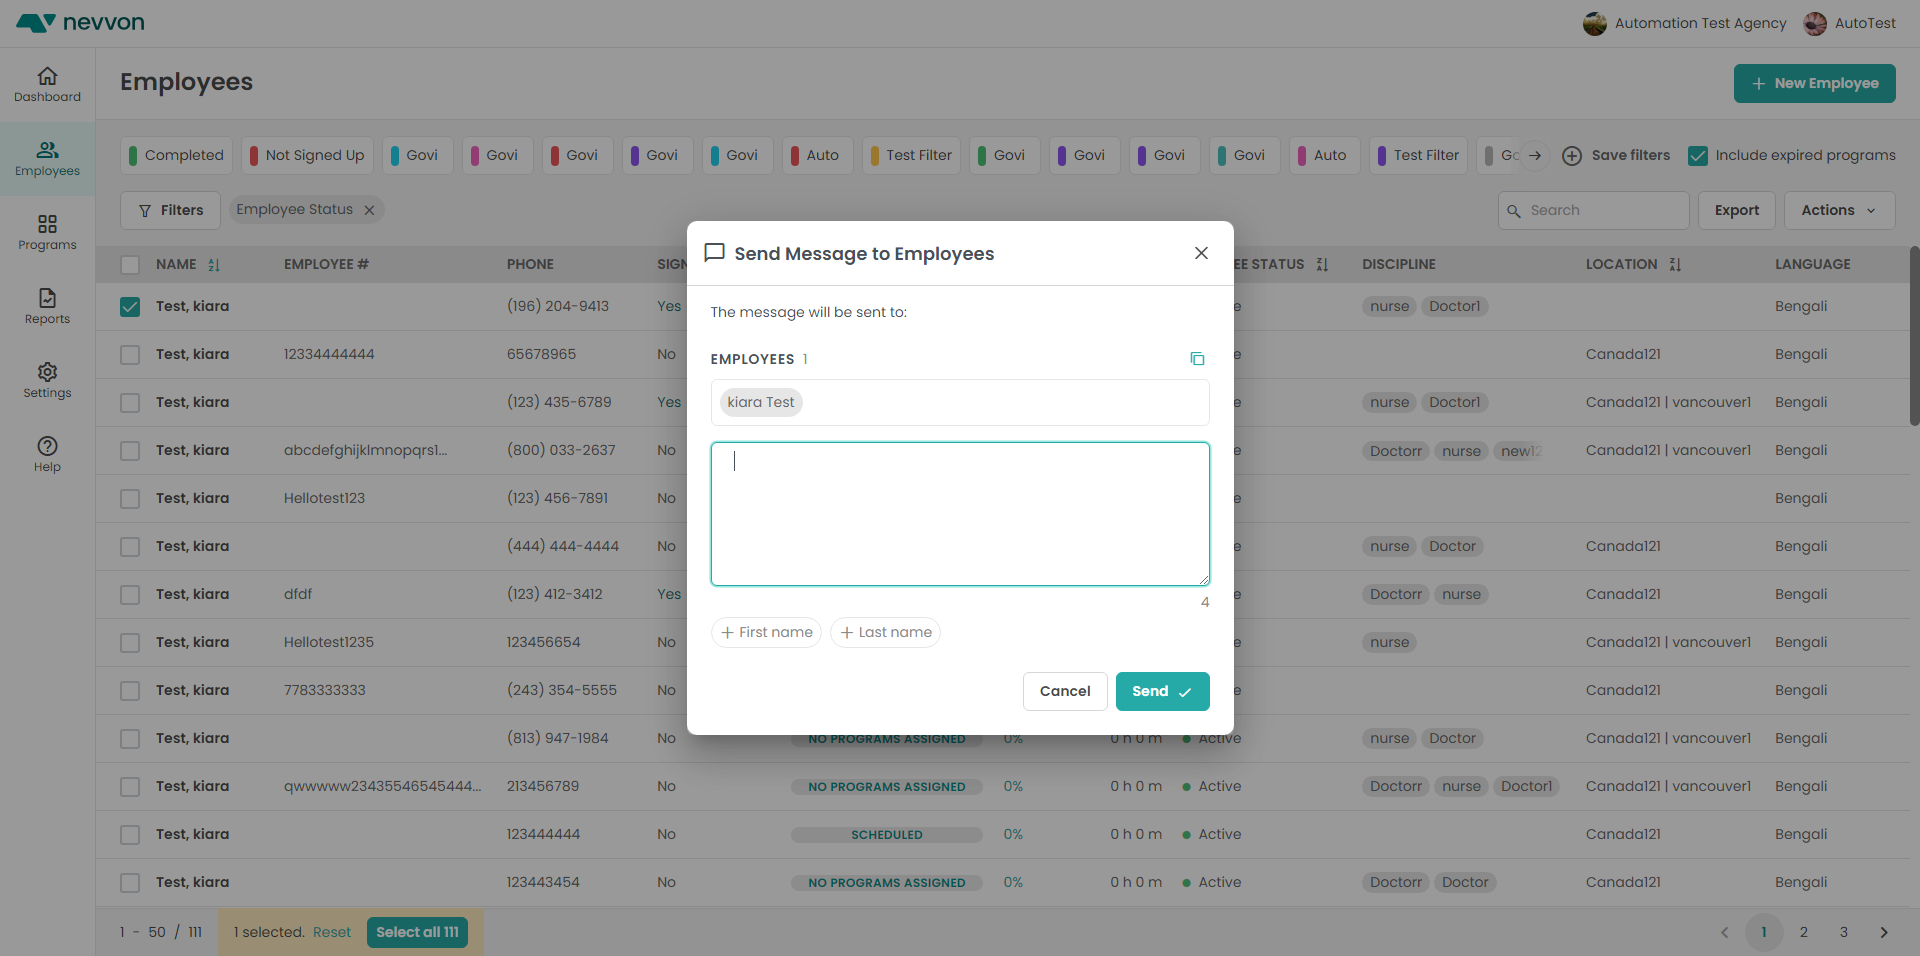 nevvon
Automation Test Agency AutoTest
Dashboard
Employees
Programs
Reports
Settings
Help
Employees
New Employee
Completed Not Signed Up Govi Govi Govi Govi Govi Auto Test Filter Govi Govi Govi Govi Auto Test Filter Save filters Include expired programs
Filters Employee Status Search Export Actions
NAME EMPLOYEE # PHONE DISCIPLINE LOCATION LANGUAGE
Test, kiara (196) 204-9413 Yes nurse Doctor1 Bengali
Test, kiara 12334444444 65678965 No Canada121 Bengali
Test, kiara (123) 435-6789 Yes nurse Doctor1 Canada121 | vancouver1 Bengali
Test, kiara abcdefghijklmnopqrs1... (800) 033-2637 No Doctorr nurse Canada121 | vancouver1 Bengali
Test, kiara Hellotest123 (123) 456-7891 No Bengali
Test, kiara (444) 444-4444 No nurse Doctor Canada121 Bengali
Test, kiara dfdf (123) 412-3412 Yes Doctorr nurse Canada121 Bengali
Test, kiara Hellotest1235 123456654 No nurse Canada121 | vancouver1 Bengali
Test, kiara 7783333333 (243) 354-5555 No Canada121 Bengali
Test, kiara (813) 947-1984 No NO PROGRAMS ASSIGNED 0% 0 h 0 m Active nurse Doctor Canada121 | vancouver1 Bengali
Test, kiara qwwwww23435546545444... 213456789 No NO PROGRAMS ASSIGNED 0% 0 h 0 m Active Doctorr nurse Doctor1 Canada121 | vancouver1 Bengali
Test, kiara 123444444 No SCHEDULED 0% 0 h 0 m Active Canada121 Bengali
Test, kiara 123443454 No NO PROGRAMS ASSIGNED 0% 0 h 0 m Active Doctorr Doctor Canada121 Bengali
1 - 50 / 111 1 selected. Reset Select all 111 1 2 3
Send Message to Employees
The message will be sent to:
EMPLOYEES 1
kiara Test
4
First name Last name
Cancel Send